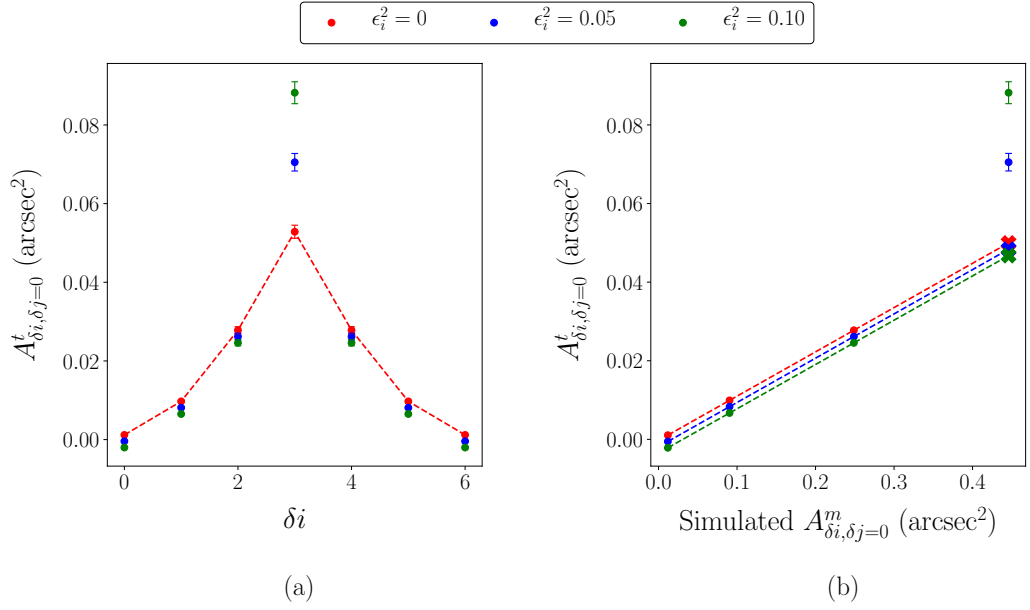 ϵ_i^2 = 0 ϵ_i^2 = 0.05 ϵ_i^2 = 0.10
A^t_{δi,δj=0} (arcsec^2)
0.08
0.06
0.04
0.02
0.00
0 2 4 6
δi
(a)
A^t_{δi,δj=0} (arcsec^2)
0.08
0.06
0.04
0.02
0.00
0.0 0.1 0.2 0.3 0.4
Simulated A^m_{δi,δj=0} (arcsec^2)
(b)